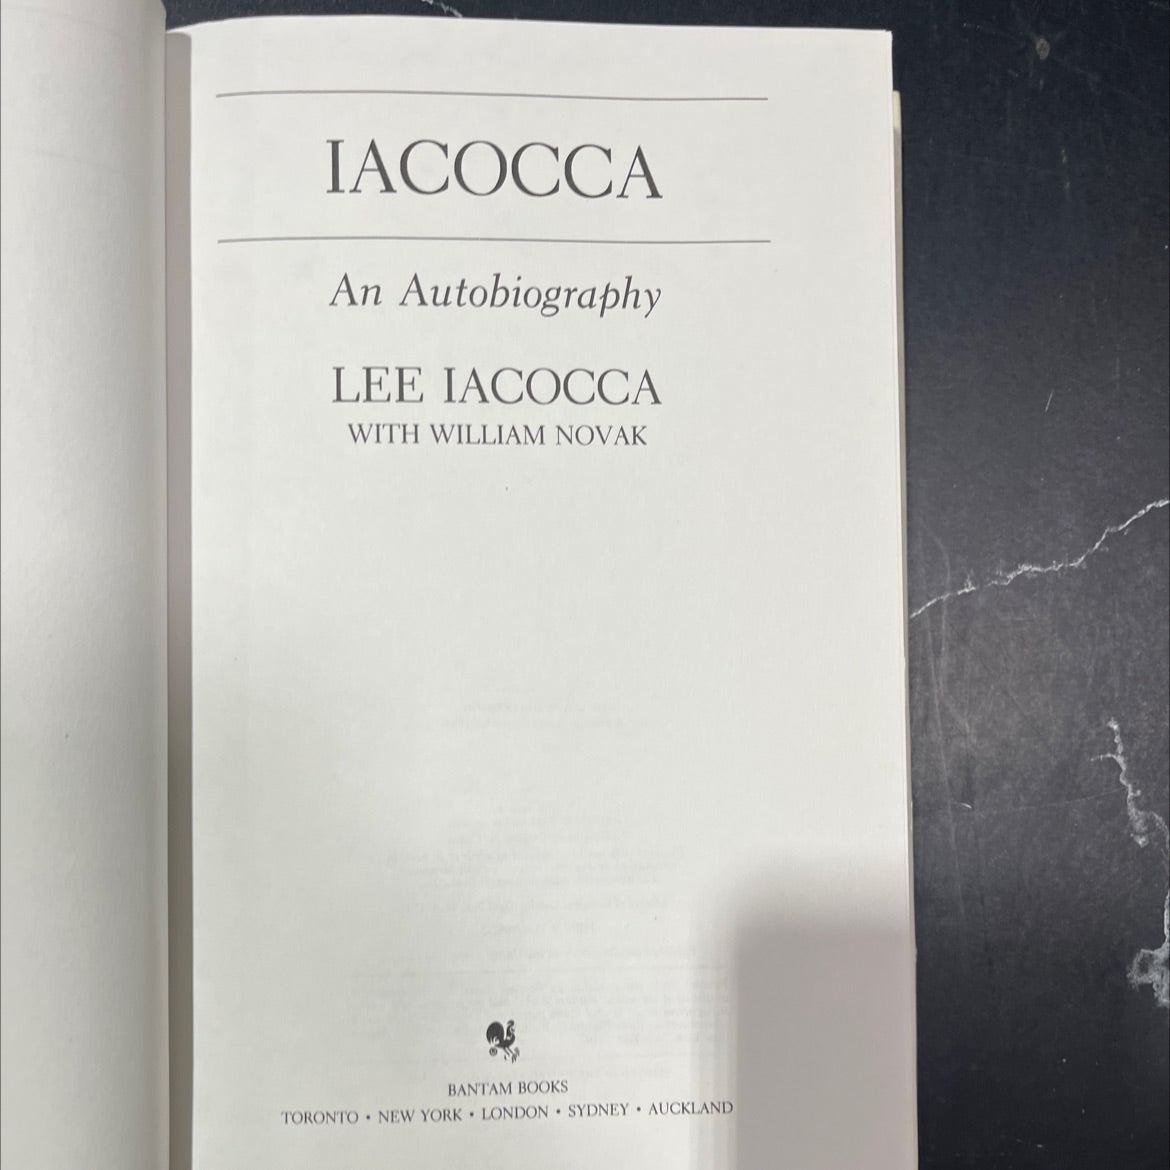 IACOCCA
An Autobiography
LEE IACOCCA
WITH WILLIAM NOVAK
BANTAM BOOKS
TORONTO • NEW YORK • LONDON • SYDNEY • AUCKLAND